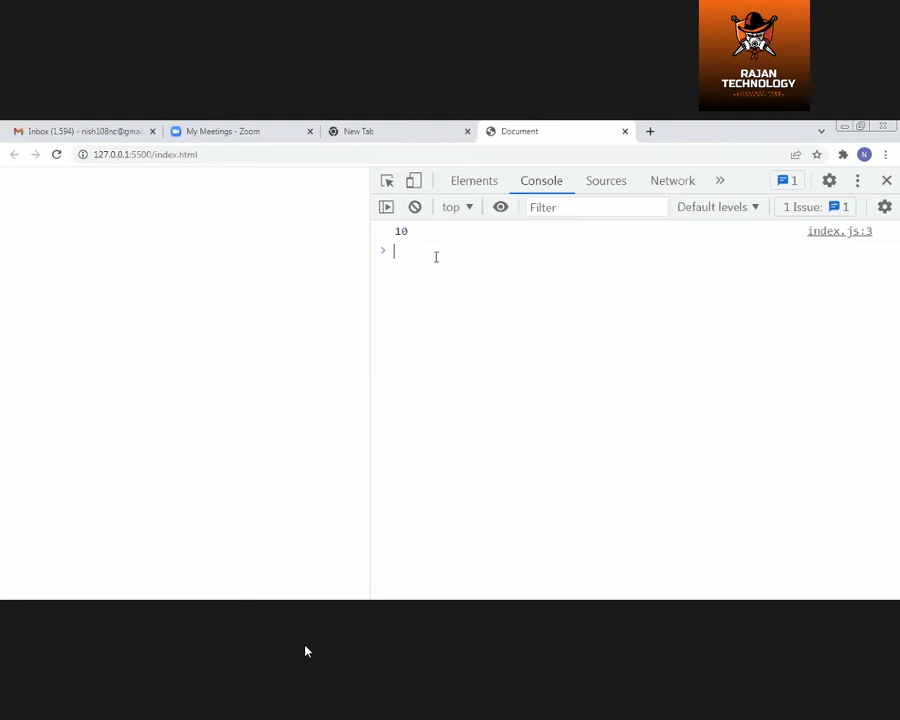 RAJAN
TECHNOLOGY
Inbox (1,594) - nish108nc@gmai
My Meetings - Zoom
New Tab
Document
127.0.0.1:5500/index.html
N
Elements
Console
Sources
Network
1
top
Filter
Default levels
1 Issue:
1
10
index.js:3